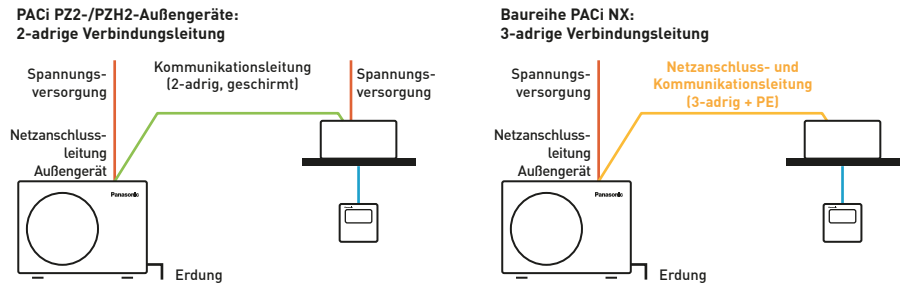 PACi PZ2-/PZH2-Außengeräte:
2-adrige Verbindungsleitung
Spannungs-
versorgung
Kommunikationsleitung
(2-adrig, geschirmt)
Spannungs-
versorgung
Netzanschluss-
leitung
Außengerät
Panasonic
Erdung
Baureihe PACi NX:
3-adrige Verbindungsleitung
Spannungs-
versorgung
Netzanschluss- und
Kommunikationsleitung
(3-adrig + PE)
Netzanschluss-
leitung
Außengerät
Panasonic
Erdung